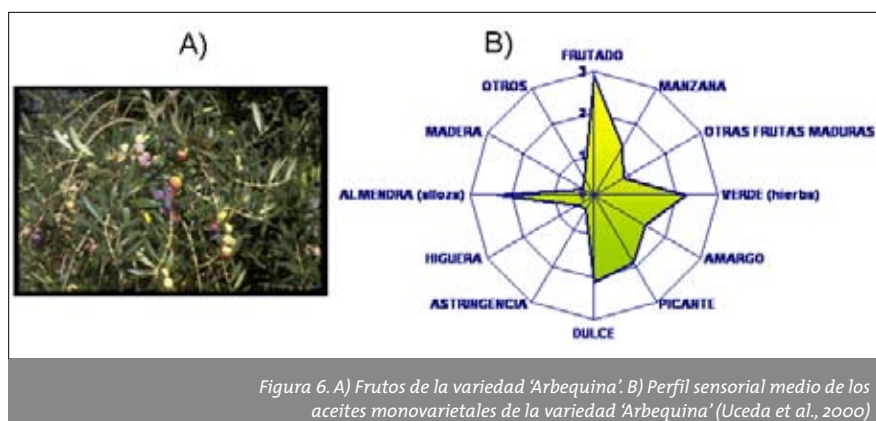 A)
B)
FRUTADO
MANZANA
OTRAS FRUTAS MADURAS
VERDE (hierba)
AMARGO
PICANTE
DULCE
ASTRINGENCIA
HIGUERA
ALMENDRA (alloza)
MADERA
OTROS
3
2
1
0
Figura 6. A) Frutos de la variedad ‘Arbequina’. B) Perfil sensorial medio de los
aceites monovarietales de la variedad ‘Arbequina’ (Uceda et al., 2000)